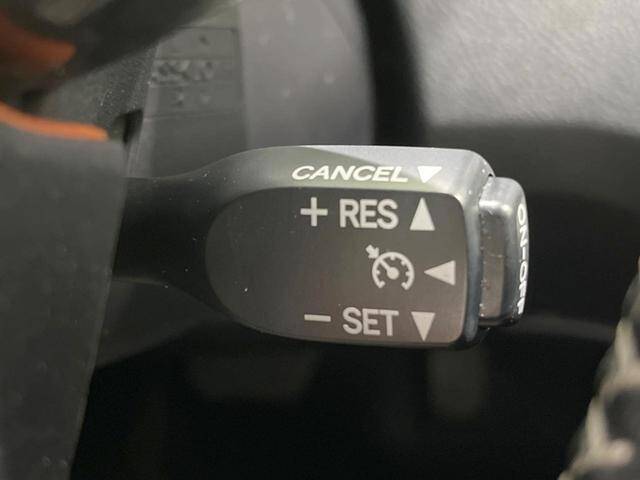 CANCEL ▼
+ RES ▲
◀
− SET ▼
ON-OFF